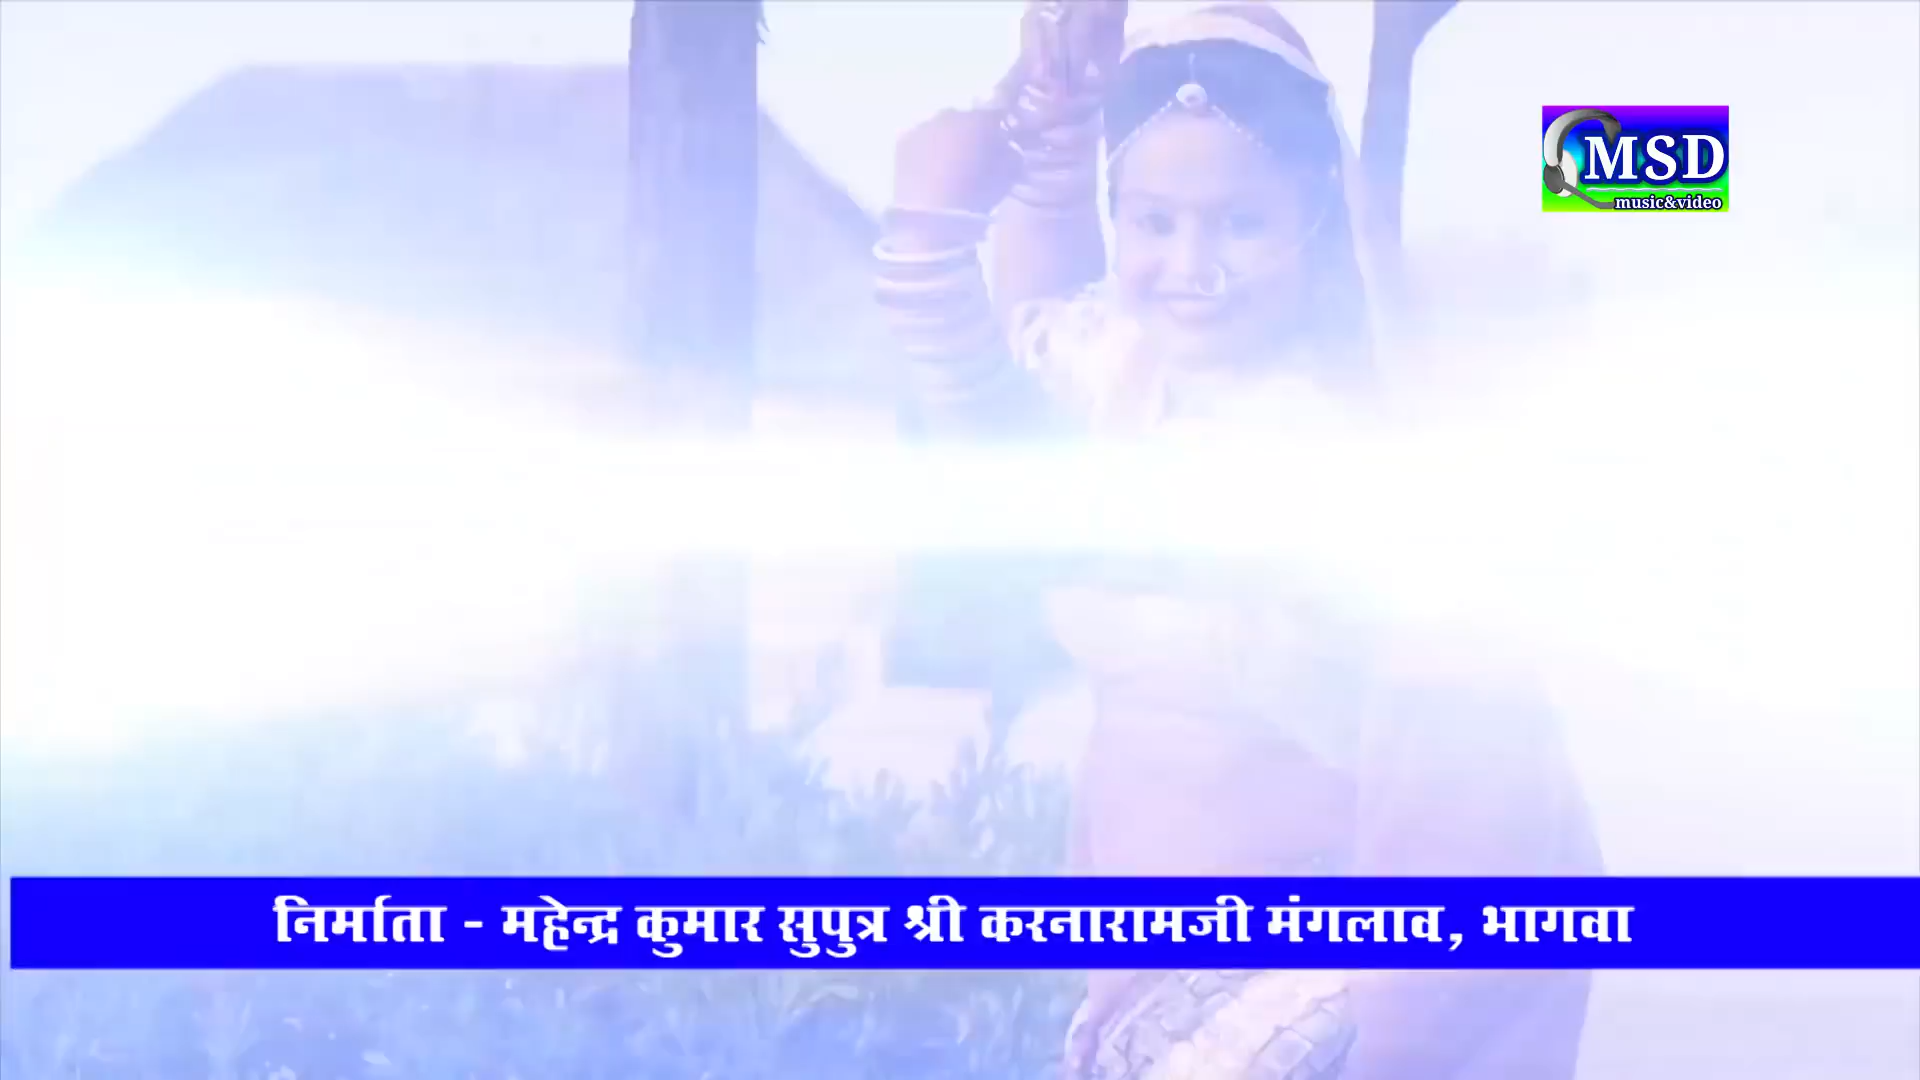 MSD
music&video
निर्माता - महेन्द्र कुमार सुपुत्र श्री करनारामजी मंगलाव, भागवा